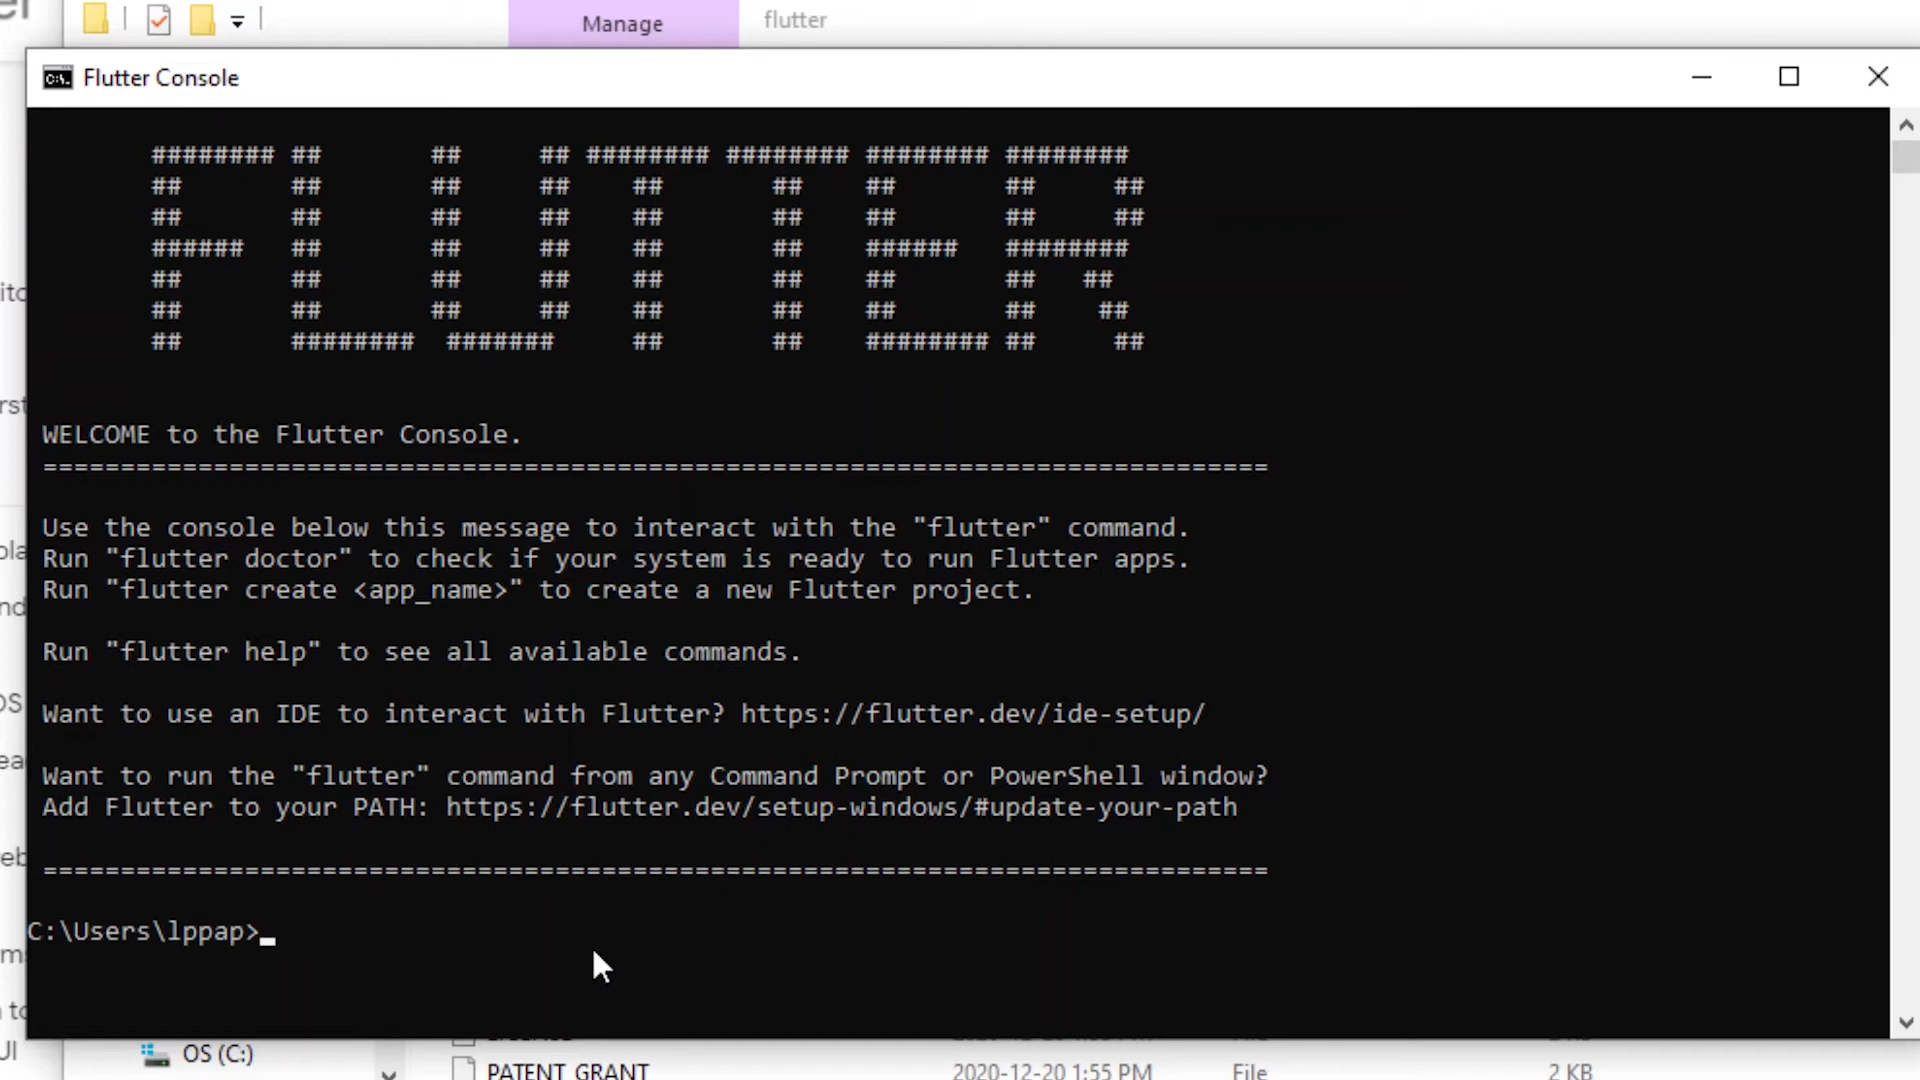 Manage
flutter
Flutter Console
######## ##       ##     ## ######## ######## ######## ########
##       ##       ##     ##    ##       ##    ##       ##     ##
##       ##       ##     ##    ##       ##    ##       ##     ##
######   ##       ##     ##    ##       ##    ######   ########
##       ##       ##     ##    ##       ##    ##       ##   ##
##       ##       ##     ##    ##       ##    ##       ##    ##
##       ########  #######     ##       ##    ######## ##     ##
WELCOME to the Flutter Console.
===============================================================================
Use the console below this message to interact with the "flutter" command.
Run "flutter doctor" to check if your system is ready to run Flutter apps.
Run "flutter create <app_name>" to create a new Flutter project.
Run "flutter help" to see all available commands.
Want to use an IDE to interact with Flutter? https://flutter.dev/ide-setup/
Want to run the "flutter" command from any Command Prompt or PowerShell window?
Add Flutter to your PATH: https://flutter.dev/setup-windows/#update-your-path
===============================================================================
C:\Users\lppap>
OS (C:)
PATENT_GRANT 2020-12-20 1:55 PM File 2 KB